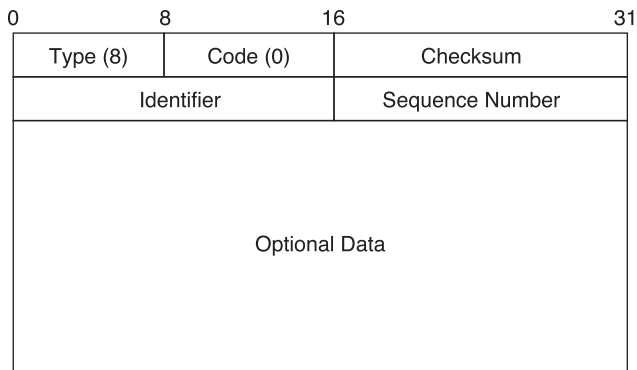 0 8 16 31
Type (8) Code (0) Checksum
Identifier Sequence Number
Optional Data